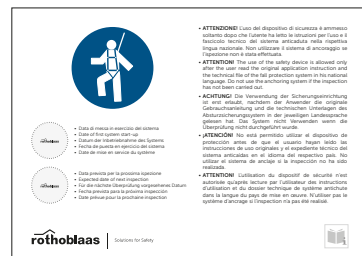 • ATTENZIONE! L'uso del dispositivo di sicurezza è ammesso
soltanto dopo che l'utente ha letto le istruzioni per l'uso e il
fascicolo tecnico del sistema anticaduta nella rispettiva
lingua nazionale. Non utilizzare il sistema di ancoraggio se
l'ispezione non è stata effettuata.
• ATTENTION! The use of the safety device is allowed only
after the user read the original application instruction and
the technical file of the fall protection system in his national
language. Do not use the anchoring system if the inspection
has not been carried out.
• ACHTUNG! Die Verwendung der Sicherungseinrichtung
ist erst erlaubt, nachdem der Anwender die originale
Gebrauchsanleitung und die technischen Unterlagen des
Absturzsicherungssystem in der jeweiligen Landessprache
gelesen hat. Das System nicht Verwenden wenn die
Überprüfung nicht durchgeführt wurde.
• ¡ATENCIÓN! No está permitido utilizar el dispositivo de
protección antes de que el usuario hayan leído las
instrucciones de uso originales y el expediente técnico del
sistema anticaídas en el idioma del respectivo país. No
utilizar el sistema de anclaje si la inspección no ha sido
realizada.
• ATTENTION! L'utilisation du dispositif de sécurité n'est
autorisée qu'après lecture par l'utilisateur des instructions
d'utilisation et du dossier technique de système antichute
dans la langue du pays de mise en œuvre. N'utiliser pas le
système d'ancrage si l'inspection n'a pas été réalisé.
rothoblaas
• Data di messa in esercizio del sistema
• Date of first system start-up
• Datum der Inbetriebnahme des Systems
• Fecha de puesta en ejercicio del sistema
• Date de mise en service du système
rothoblaas
• Data prevista per la prossima ispezione
• Expected date of next inspection
• Für die nächste Überprüfung vorgesehenes Datum
• Fecha prevista para la próxima inspección
• Date prévue pour la prochaine inspection
rothoblaas
Solutions for Safety